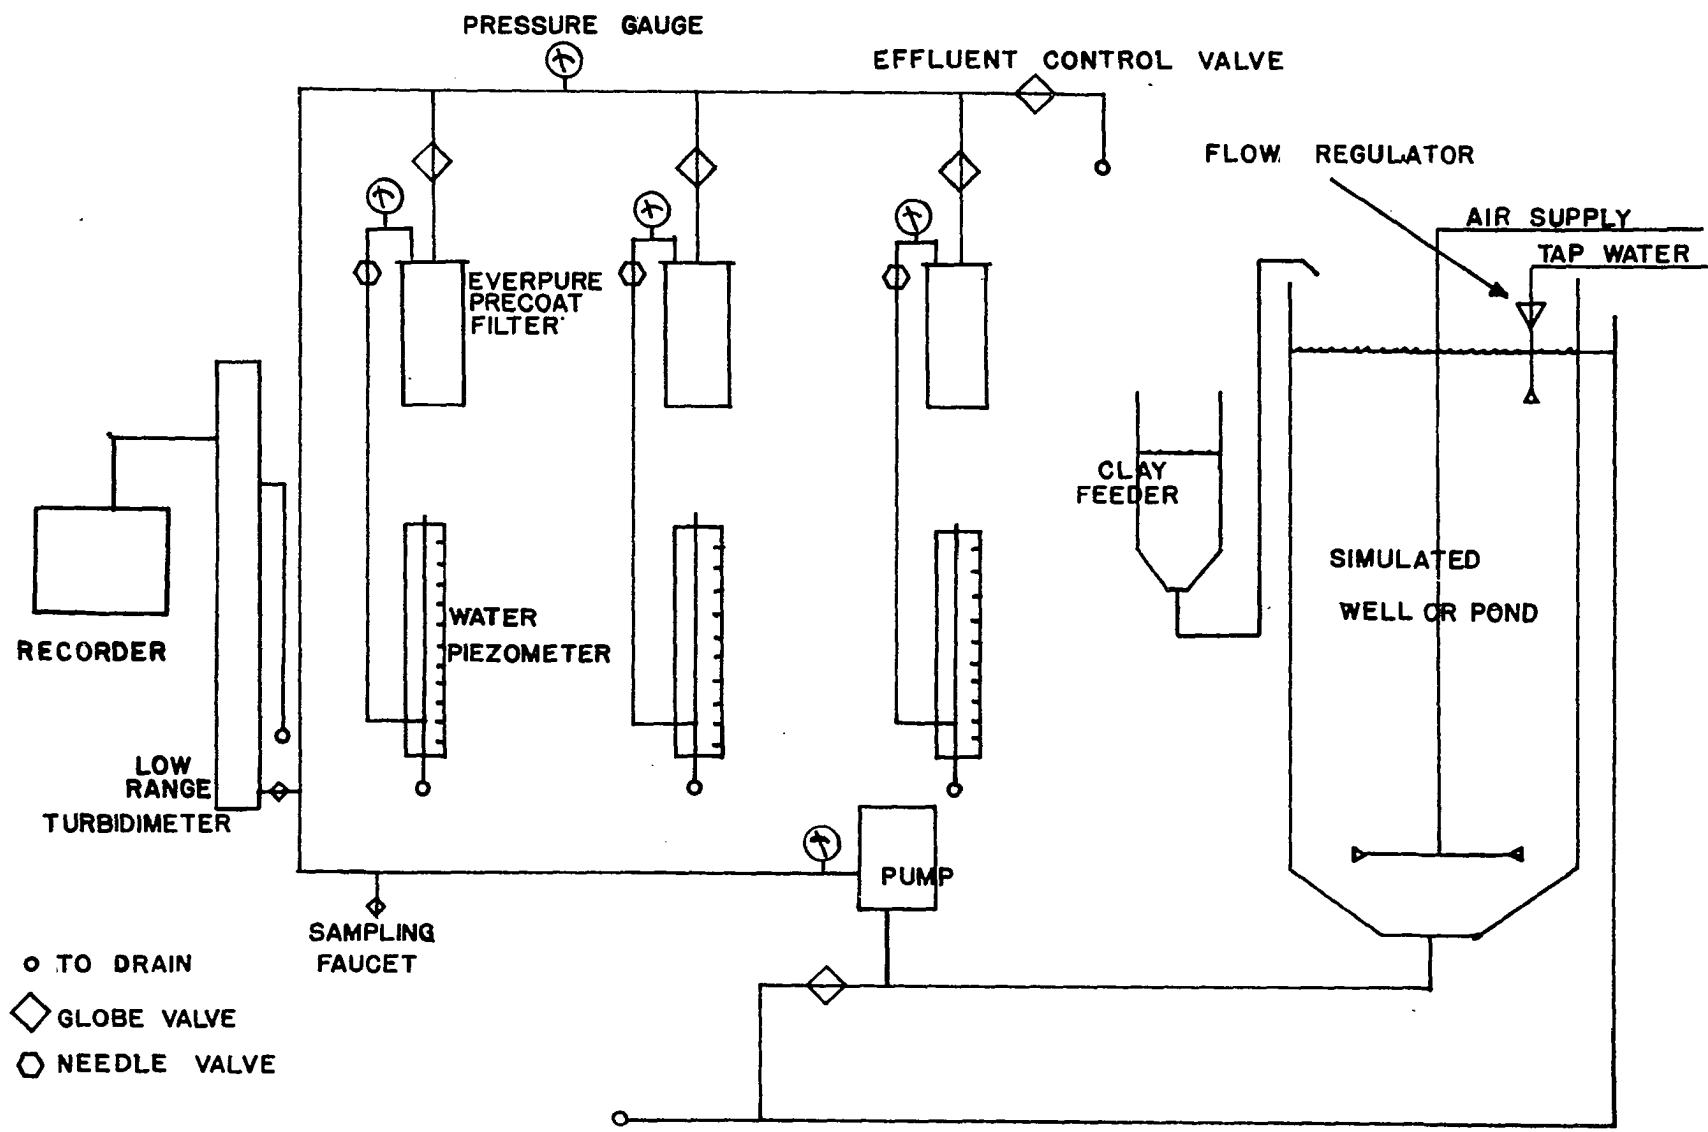 PRESSURE GAUGE
EFFLUENT CONTROL VALVE
FLOW REGULATOR
AIR SUPPLY
TAP WATER
EVERPURE
PRECOAT
FILTER
CLAY
FEEDER
SIMULATED
WELL OR POND
WATER
PIEZOMETER
RECORDER
LOW
RANGE
TURBIDIMETER
PUMP
SAMPLING
FAUCET
TO DRAIN
GLOBE VALVE
NEEDLE VALVE